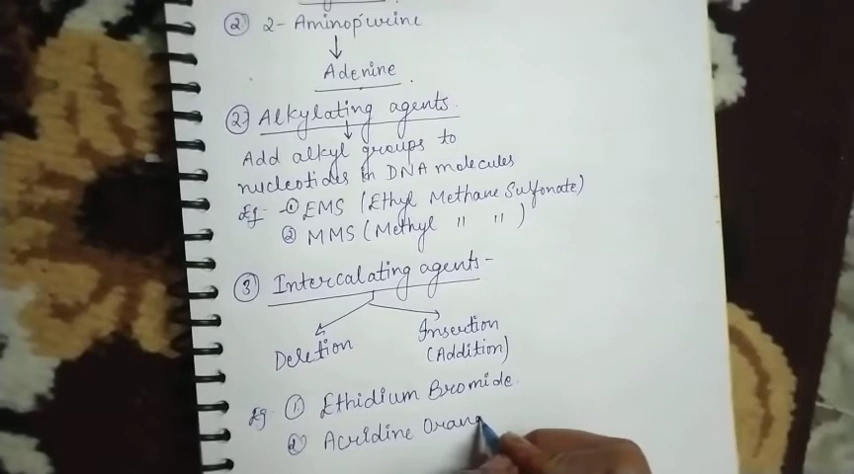 ② 2-Aminopurine
↓
Adenine
② Alkylating agents.
↓
Add alkyl groups to
nucleotides in DNA molecules
Eg - ① EMS (Ethyl Methane Sulfonate)
② MMS (Methyl " " )
③ Intercalating agents -
Deletion Insertion
(Addition)
Eg. ① Ethidium Bromide.
② Acridine Orang